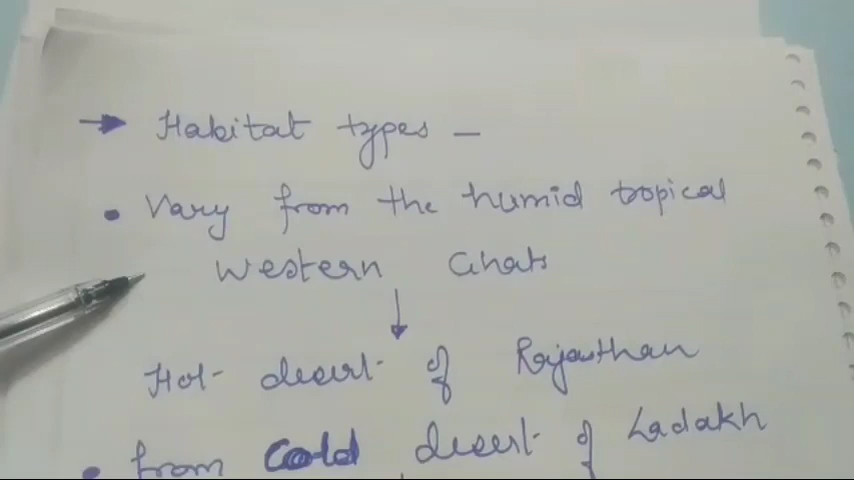 → Habitat types –
• Vary from the humid tropical
Western Ghats
↓
Hot desert of Rajasthan
• from cold desert of Ladakh